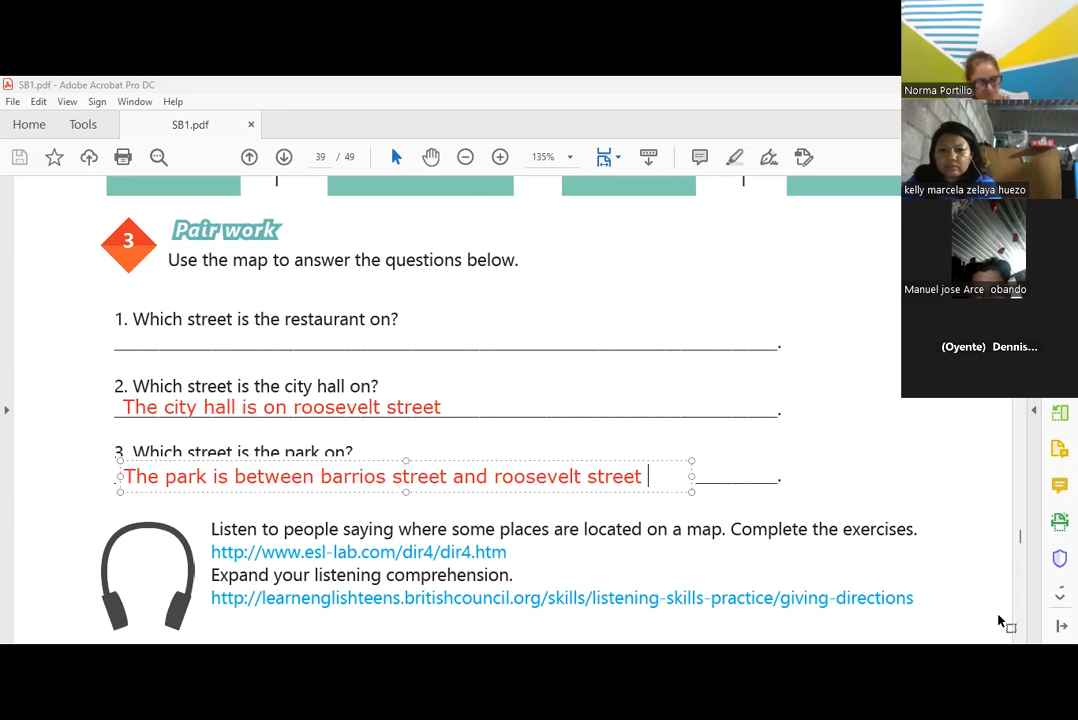 SB1.pdf - Adobe Acrobat Pro DC
File Edit View Sign Window Help
Home Tools SB1.pdf ×
39 / 49 135%
3 Pair work
Use the map to answer the questions below.
1. Which street is the restaurant on?
2. Which street is the city hall on?
The city hall is on roosevelt street
3. Which street is the park on?
The park is between barrios street and roosevelt street
Listen to people saying where some places are located on a map. Complete the exercises.
http://www.esl-lab.com/dir4/dir4.htm
Expand your listening comprehension.
http://learnenglishteens.britishcouncil.org/skills/listening-skills-practice/giving-directions
Norma Portillo
kelly marcela zelaya huezo
Manuel jose Arce obando
(Oyente) Dennis...